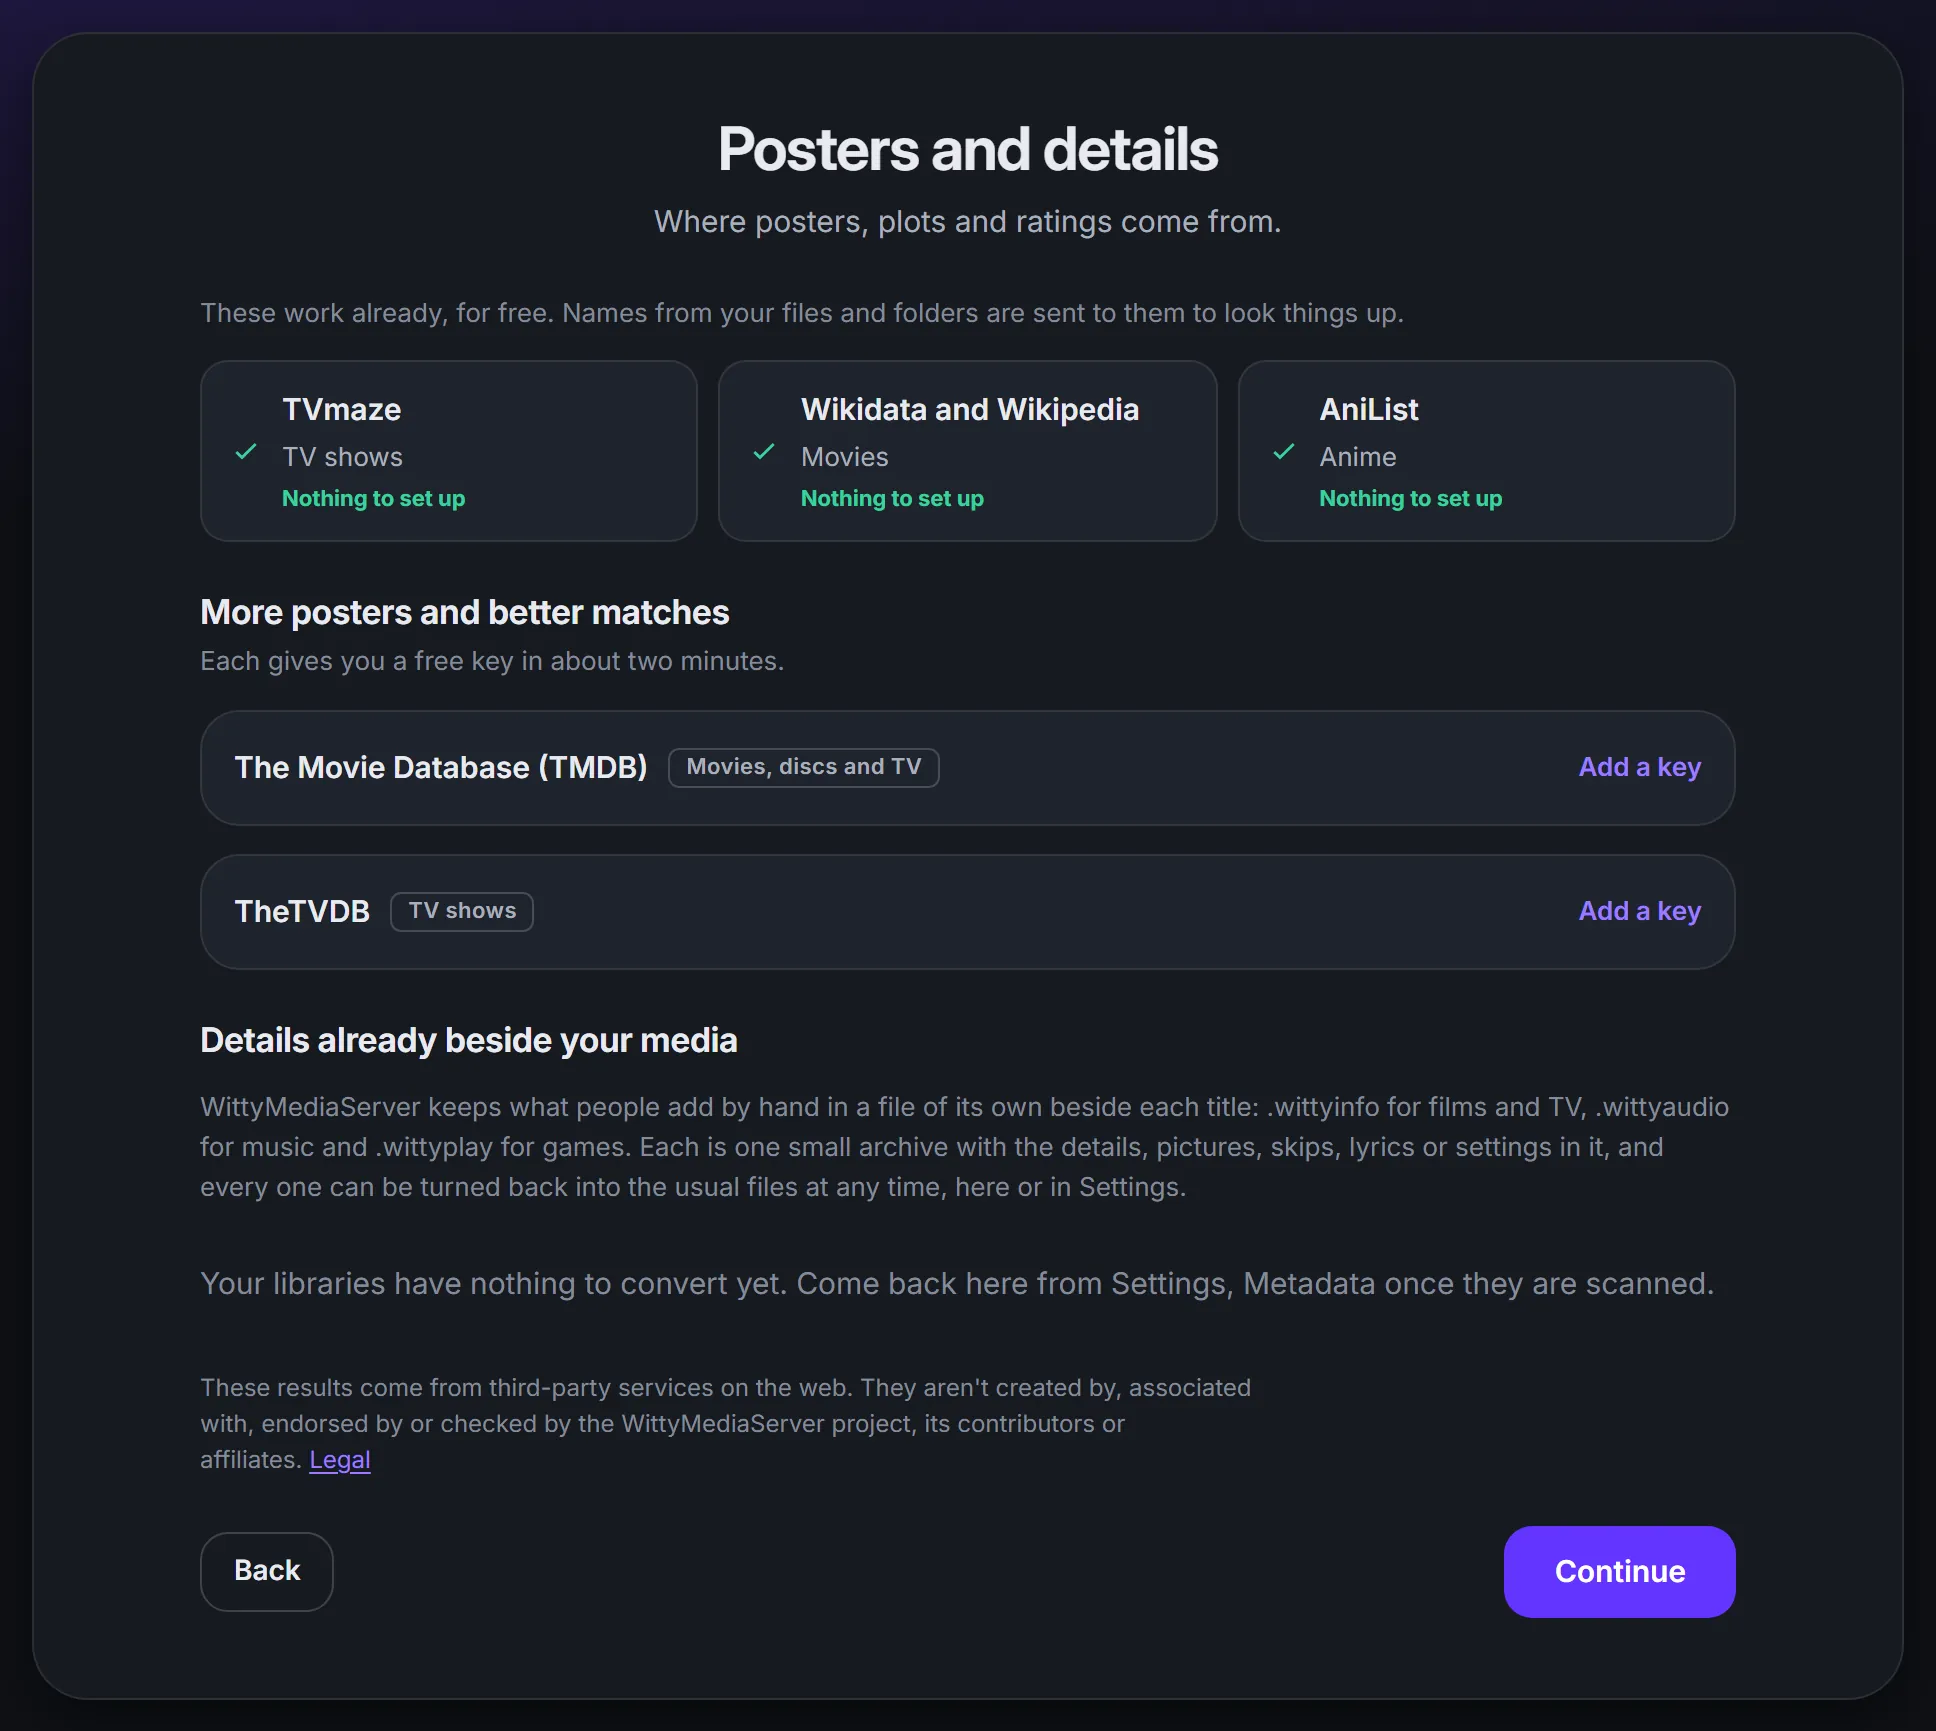 Posters and details
Where posters, plots and ratings come from.
These work already, for free. Names from your files and folders are sent to them to look things up.
TVmaze
TV shows
Nothing to set up
Wikidata and Wikipedia
Movies
Nothing to set up
AniList
Anime
Nothing to set up
More posters and better matches
Each gives you a free key in about two minutes.
The Movie Database (TMDB) Movies, discs and TV Add a key
TheTVDB TV shows Add a key
Details already beside your media
WittyMediaServer keeps what people add by hand in a file of its own beside each title: .wittyinfo for films and TV, .wittyaudio
for music and .wittyplay for games. Each is one small archive with the details, pictures, skips, lyrics or settings in it, and
every one can be turned back into the usual files at any time, here or in Settings.
Your libraries have nothing to convert yet. Come back here from Settings, Metadata once they are scanned.
These results come from third-party services on the web. They aren't created by, associated
with, endorsed by or checked by the WittyMediaServer project, its contributors or
affiliates. Legal
Back Continue